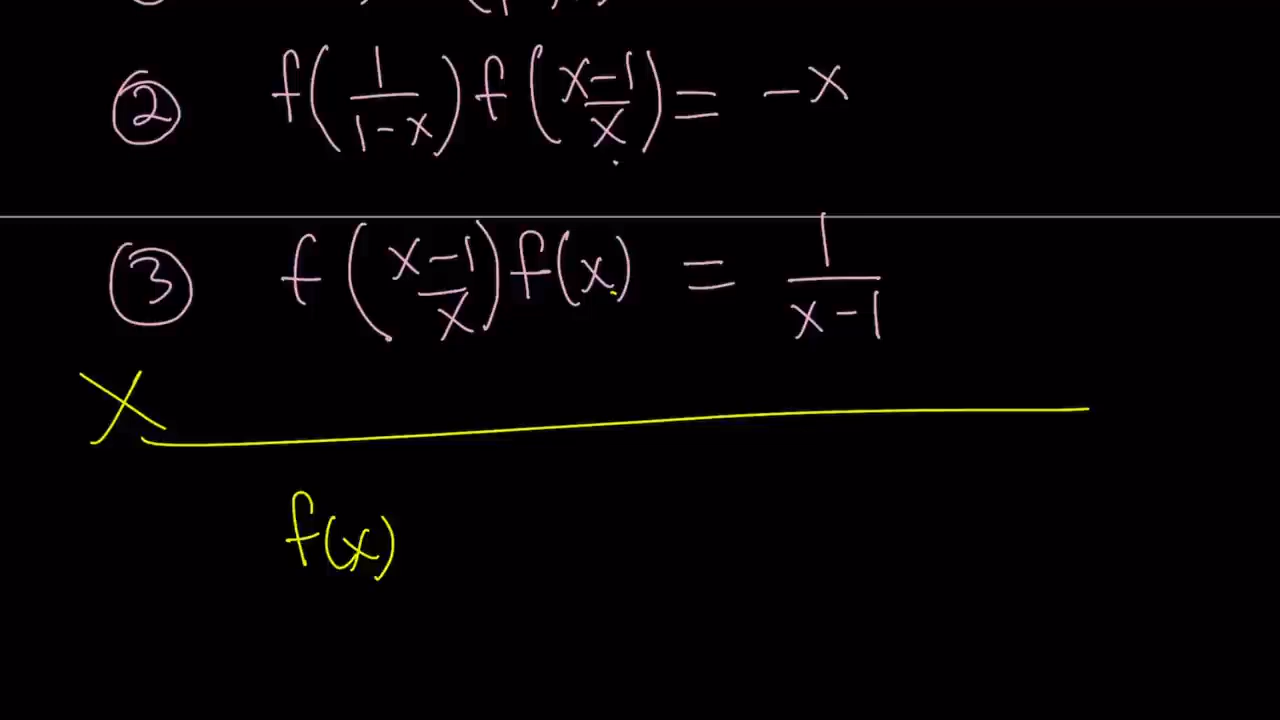 ② f(1/(1-x)) f((x-1)/x) = -x
③ f((x-1)/x) f(x) = 1/(x-1)
X
f(x)